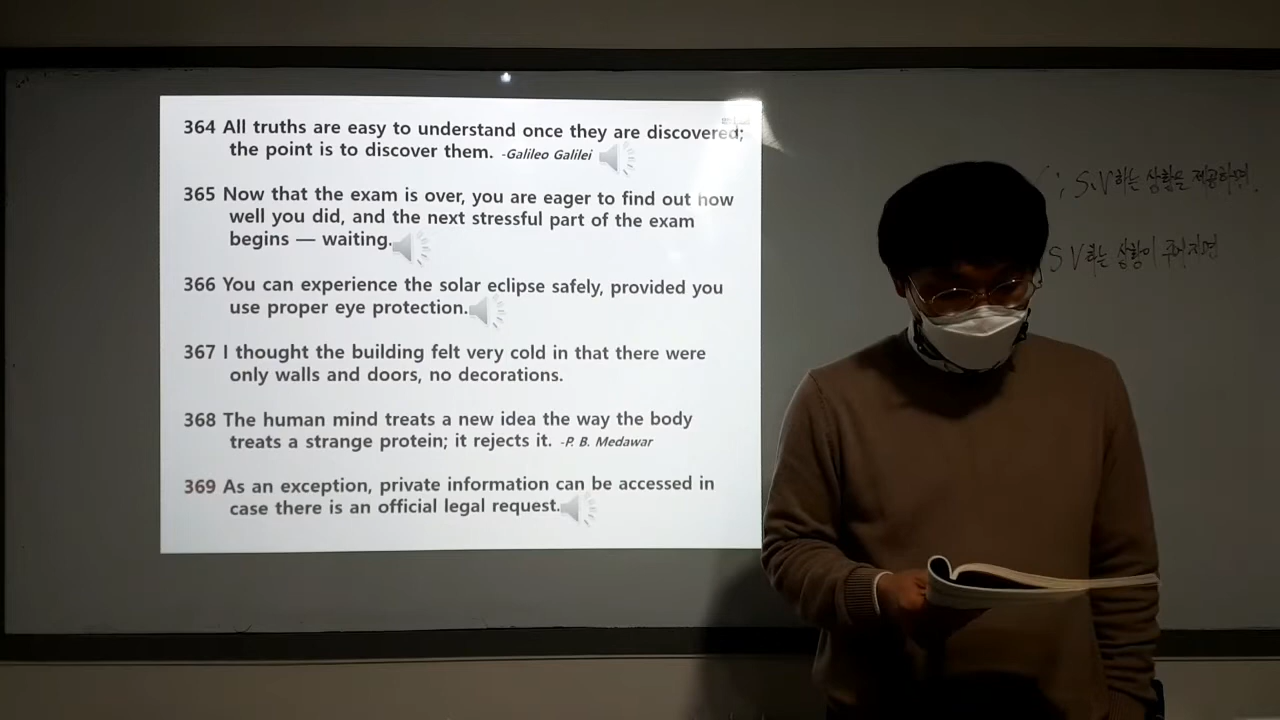 364 All truths are easy to understand once they are discovered;
the point is to discover them. -Galileo Galilei
365 Now that the exam is over, you are eager to find out how
well you did, and the next stressful part of the exam
begins — waiting.
366 You can experience the solar eclipse safely, provided you
use proper eye protection.
367 I thought the building felt very cold in that there were
only walls and doors, no decorations.
368 The human mind treats a new idea the way the body
treats a strange protein; it rejects it. -P. B. Medawar
369 As an exception, private information can be accessed in
case there is an official legal request.
; S.V하는 상황을 제공하면
S V하는 상황이 주어지면